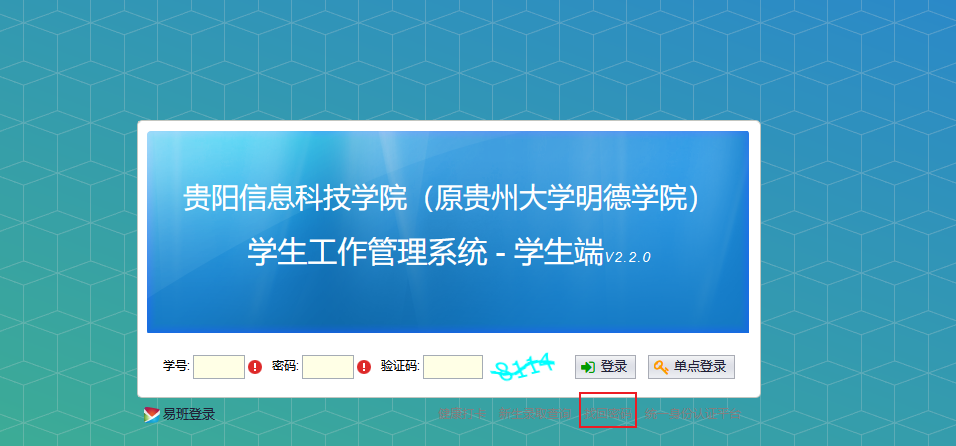 贵阳信息科技学院（原贵州大学明德学院）
学生工作管理系统 - 学生端V2.2.0
学号: 密码: 验证码: 8114 登录 单点登录
易班登录